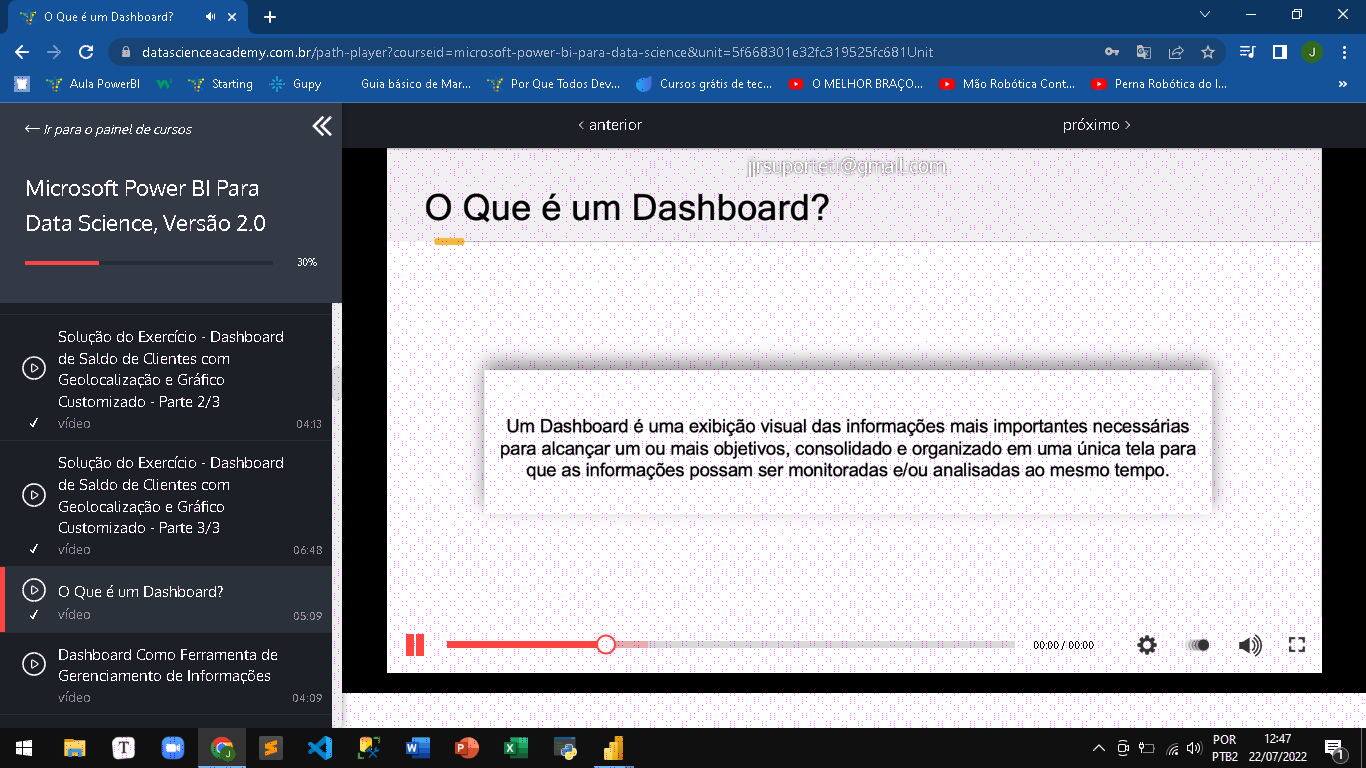 O Que é um Dashboard?
datascienceacademy.com.br/path-player?courseid=microsoft-power-bi-para-data-science&unit=5f668301e32fc319525fc681Unit
J
Aula PowerBI
Starting
Gupy
Guia básico de Mar...
Por Que Todos Dev...
Cursos grátis de tec...
O MELHOR BRAÇO...
Mão Robótica Cont...
Perna Robótica do I...
»
← Ir para o painel de cursos
‹ anterior
próximo ›
Microsoft Power BI Para
Data Science, Versão 2.0
30%
Solução do Exercício - Dashboard
de Saldo de Clientes com
Geolocalização e Gráfico
Customizado - Parte 2/3
vídeo 04:13
Solução do Exercício - Dashboard
de Saldo de Clientes com
Geolocalização e Gráfico
Customizado - Parte 3/3
vídeo 06:48
O Que é um Dashboard?
vídeo 05:09
Dashboard Como Ferramenta de
Gerenciamento de Informações
vídeo 04:09
jjrsuporteti@gmail.com
O Que é um Dashboard?
Um Dashboard é uma exibição visual das informações mais importantes necessárias
para alcançar um ou mais objetivos, consolidado e organizado em uma única tela para
que as informações possam ser monitoradas e/ou analisadas ao mesmo tempo.
00:00 / 00:00
POR
PTB2
12:47
22/07/2022
1